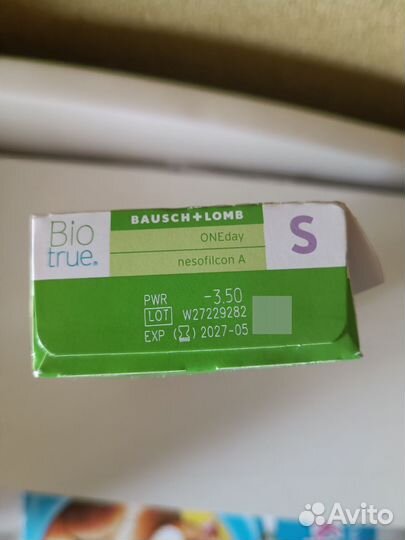 Bio
true®
BAUSCH+LOMB
ONEday
nesofilcon A
S
PWR -3.50
LOT W27229282
EXP 2027-05
Avito